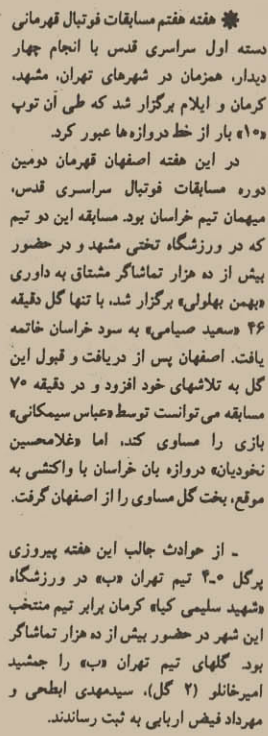 ✽ هفته هفتم مسابقات فوتبال قهرمانی
دسته اول سراسری قدس با انجام چهار
دیدار، همزمان در شهرهای تهران، مشهد،
کرمان و ایلام برگزار شد که طی آن توپ
«۱۰» بار از خط دروازه‌ها عبور کرد.
در این هفته اصفهان قهرمان دومین
دوره مسابقات فوتبال سراسری قدس،
میهمان تیم خراسان بود. مسابقه این دو تیم
که در ورزشگاه تختی مشهد و در حضور
بیش از ده هزار تماشاگر مشتاق به داوری
«بهمن بهلولی» برگزار شد، با تنها گل دقیقه
۴۶ «سعید صیامی» به سود خراسان خاتمه
یافت. اصفهان پس از دریافت و قبول این
گل به تلاشهای خود افزود و در دقیقه ۷۰
مسابقه می‌توانست توسط «عباس سیمکانی»
بازی را مساوی کند، اما «غلامحسین
نخودیان» دروازه بان خراسان با واکنشی به
موقع، بخت گل مساوی را از اصفهان گرفت.
ـ از حوادث جالب این هفته پیروزی
پرگل ۰ـ۴ تیم تهران «ب» در ورزشگاه
«شهید سلیمی کیا» کرمان برابر تیم منتخب
این شهر در حضور بیش از ده هزار تماشاگر
بود. گلهای تیم تهران «ب» را جمشید
امیرخانلو (۲ گل)، سیدمهدی ابطحی و
مهرداد فیض اربابی به ثبت رساندند.